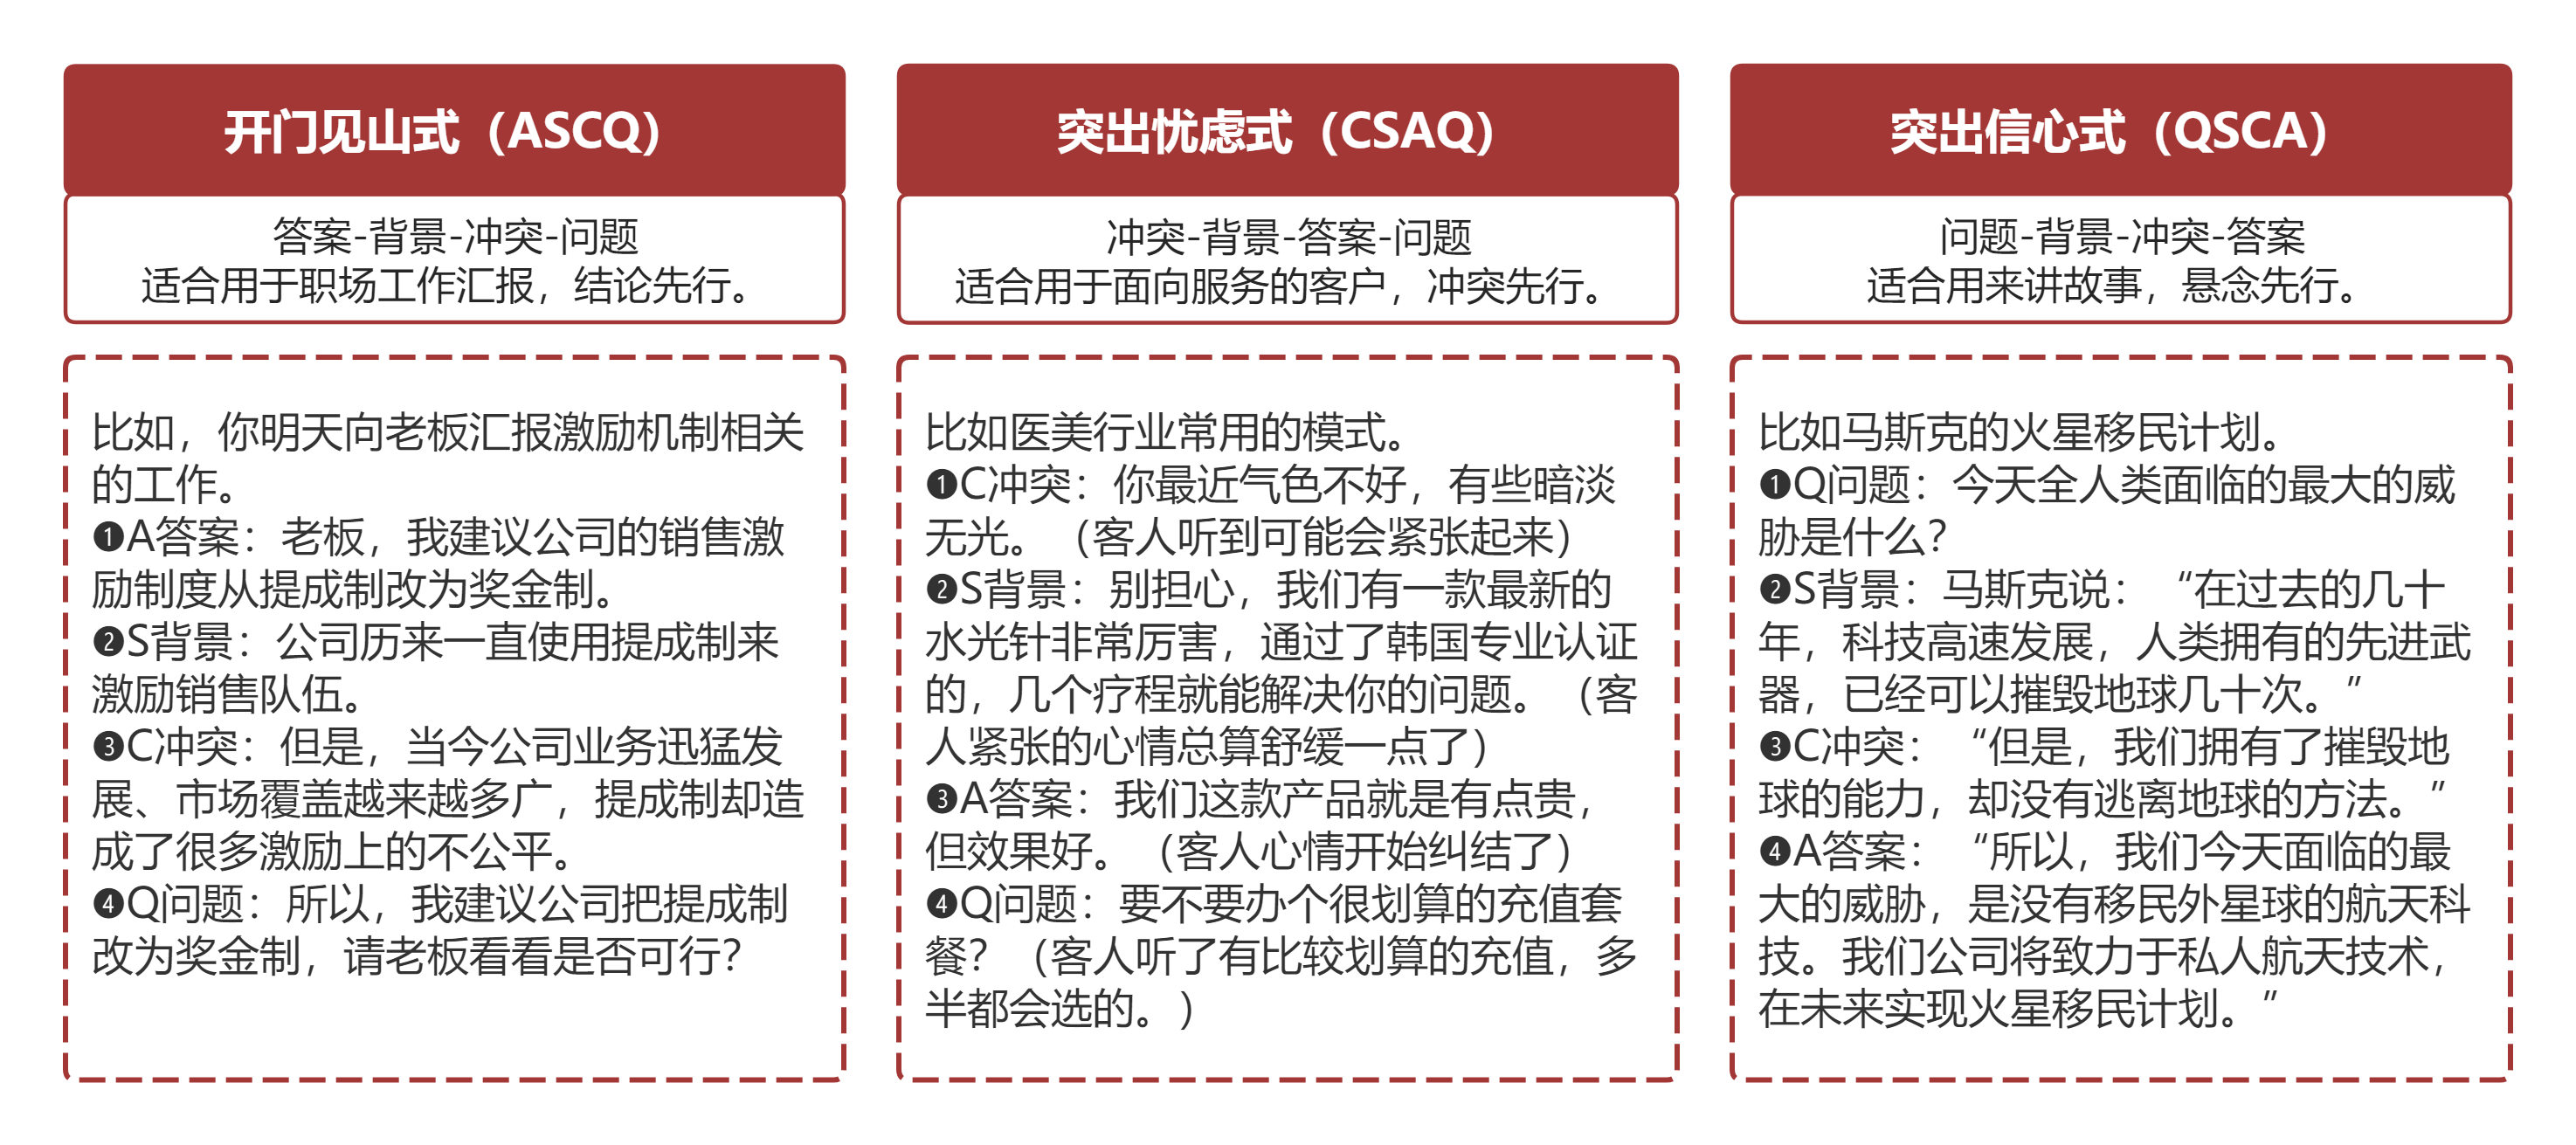 开门见山式（ASCQ）
答案-背景-冲突-问题
适合用于职场工作汇报，结论先行。
比如，你明天向老板汇报激励机制相关
的工作。
❶A答案：老板，我建议公司的销售激
励制度从提成制改为奖金制。
❷S背景：公司历来一直使用提成制来
激励销售队伍。
❸C冲突：但是，当今公司业务迅猛发
展、市场覆盖越来越多广，提成制却造
成了很多激励上的不公平。
❹Q问题：所以，我建议公司把提成制
改为奖金制，请老板看看是否可行？
突出忧虑式（CSAQ）
冲突-背景-答案-问题
适合用于面向服务的客户，冲突先行。
比如医美行业常用的模式。
❶C冲突：你最近气色不好，有些暗淡
无光。（客人听到可能会紧张起来）
❷S背景：别担心，我们有一款最新的
水光针非常厉害，通过了韩国专业认证
的，几个疗程就能解决你的问题。（客
人紧张的心情总算舒缓一点了）
❸A答案：我们这款产品就是有点贵，
但效果好。（客人心情开始纠结了）
❹Q问题：要不要办个很划算的充值套
餐？（客人听了有比较划算的充值，多
半都会选的。）
突出信心式（QSCA）
问题-背景-冲突-答案
适合用来讲故事，悬念先行。
比如马斯克的火星移民计划。
❶Q问题：今天全人类面临的最大的威
胁是什么？
❷S背景：马斯克说：“在过去的几十
年，科技高速发展，人类拥有的先进武
器，已经可以摧毁地球几十次。”
❸C冲突：“但是，我们拥有了摧毁地
球的能力，却没有逃离地球的方法。”
❹A答案：“所以，我们今天面临的最
大的威胁，是没有移民外星球的航天科
技。我们公司将致力于私人航天技术，
在未来实现火星移民计划。”